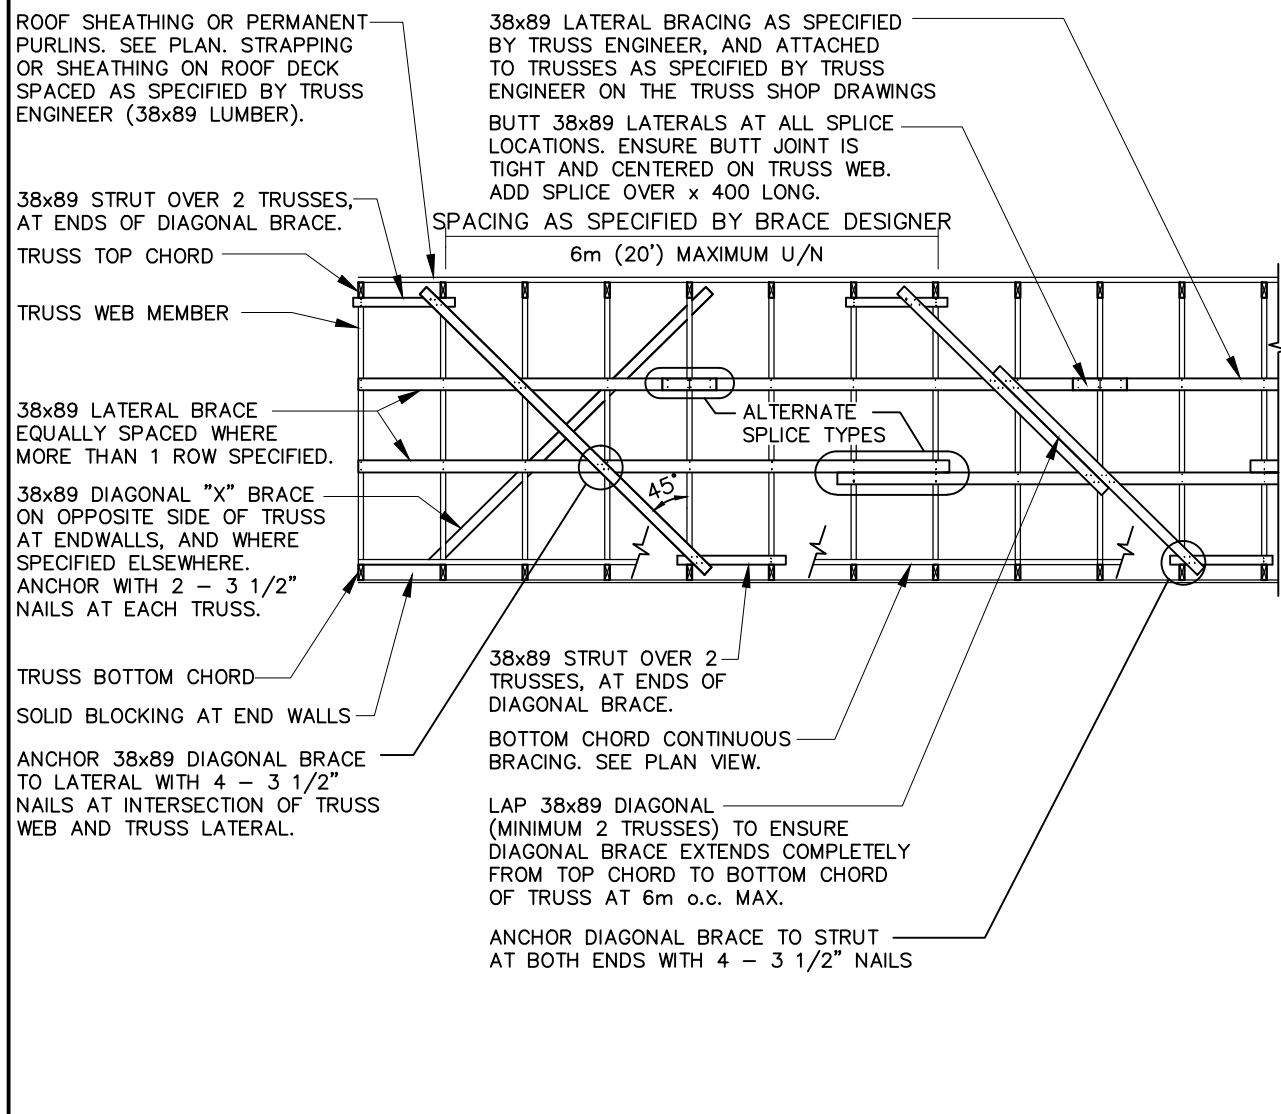 ROOF SHEATHING OR PERMANENT
PURLINS. SEE PLAN. STRAPPING
OR SHEATHING ON ROOF DECK
SPACED AS SPECIFIED BY TRUSS
ENGINEER (38x89 LUMBER).
38x89 LATERAL BRACING AS SPECIFIED
BY TRUSS ENGINEER, AND ATTACHED
TO TRUSSES AS SPECIFIED BY TRUSS
ENGINEER ON THE TRUSS SHOP DRAWINGS
BUTT 38x89 LATERALS AT ALL SPLICE
LOCATIONS. ENSURE BUTT JOINT IS
TIGHT AND CENTERED ON TRUSS WEB.
ADD SPLICE OVER x 400 LONG.
38x89 STRUT OVER 2 TRUSSES,
AT ENDS OF DIAGONAL BRACE.
SPACING AS SPECIFIED BY BRACE DESIGNER
6m (20') MAXIMUM U/N
TRUSS TOP CHORD
TRUSS WEB MEMBER
38x89 LATERAL BRACE
EQUALLY SPACED WHERE
MORE THAN 1 ROW SPECIFIED.
ALTERNATE
SPLICE TYPES
45°
38x89 DIAGONAL "X" BRACE
ON OPPOSITE SIDE OF TRUSS
AT ENDWALLS, AND WHERE
SPECIFIED ELSEWHERE.
ANCHOR WITH 2 – 3 1/2"
NAILS AT EACH TRUSS.
TRUSS BOTTOM CHORD
SOLID BLOCKING AT END WALLS
ANCHOR 38x89 DIAGONAL BRACE
TO LATERAL WITH 4 – 3 1/2"
NAILS AT INTERSECTION OF TRUSS
WEB AND TRUSS LATERAL.
38x89 STRUT OVER 2
TRUSSES, AT ENDS OF
DIAGONAL BRACE.
BOTTOM CHORD CONTINUOUS
BRACING. SEE PLAN VIEW.
LAP 38x89 DIAGONAL
(MINIMUM 2 TRUSSES) TO ENSURE
DIAGONAL BRACE EXTENDS COMPLETELY
FROM TOP CHORD TO BOTTOM CHORD
OF TRUSS AT 6m o.c. MAX.
ANCHOR DIAGONAL BRACE TO STRUT
AT BOTH ENDS WITH 4 – 3 1/2" NAILS